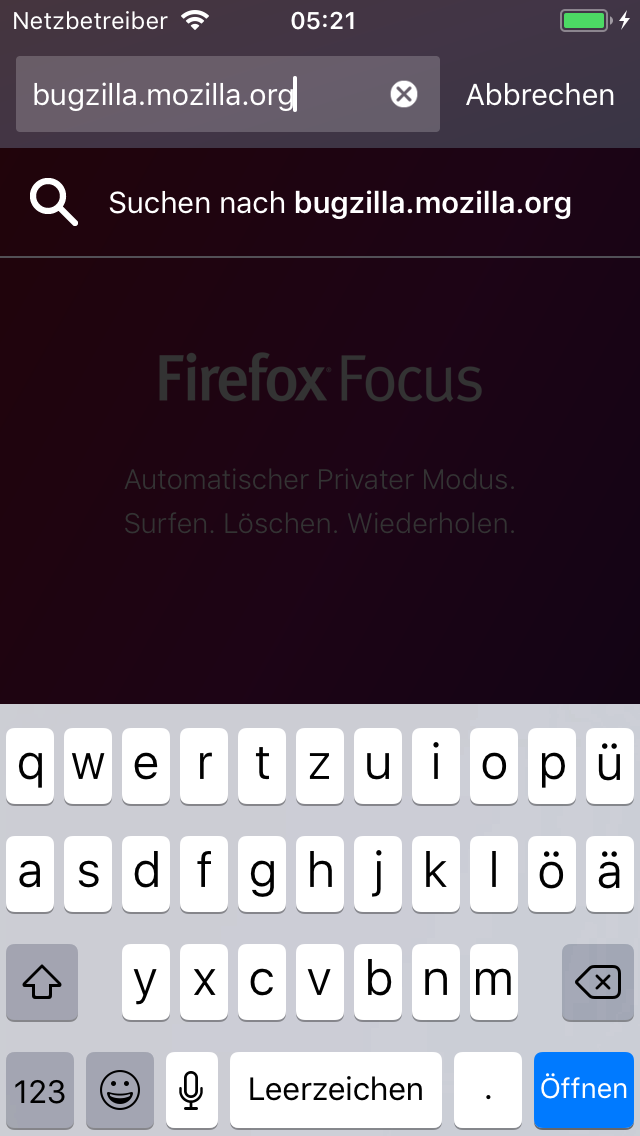 Netzbetreiber 05:21
bugzilla.mozilla.org Abbrechen
Suchen nach bugzilla.mozilla.org
Firefox Focus
Automatischer Privater Modus.
Surfen. Löschen. Wiederholen.
q w e r t z u i o p ü
a s d f g h j k l ö ä
y x c v b n m
123 Leerzeichen . Öffnen